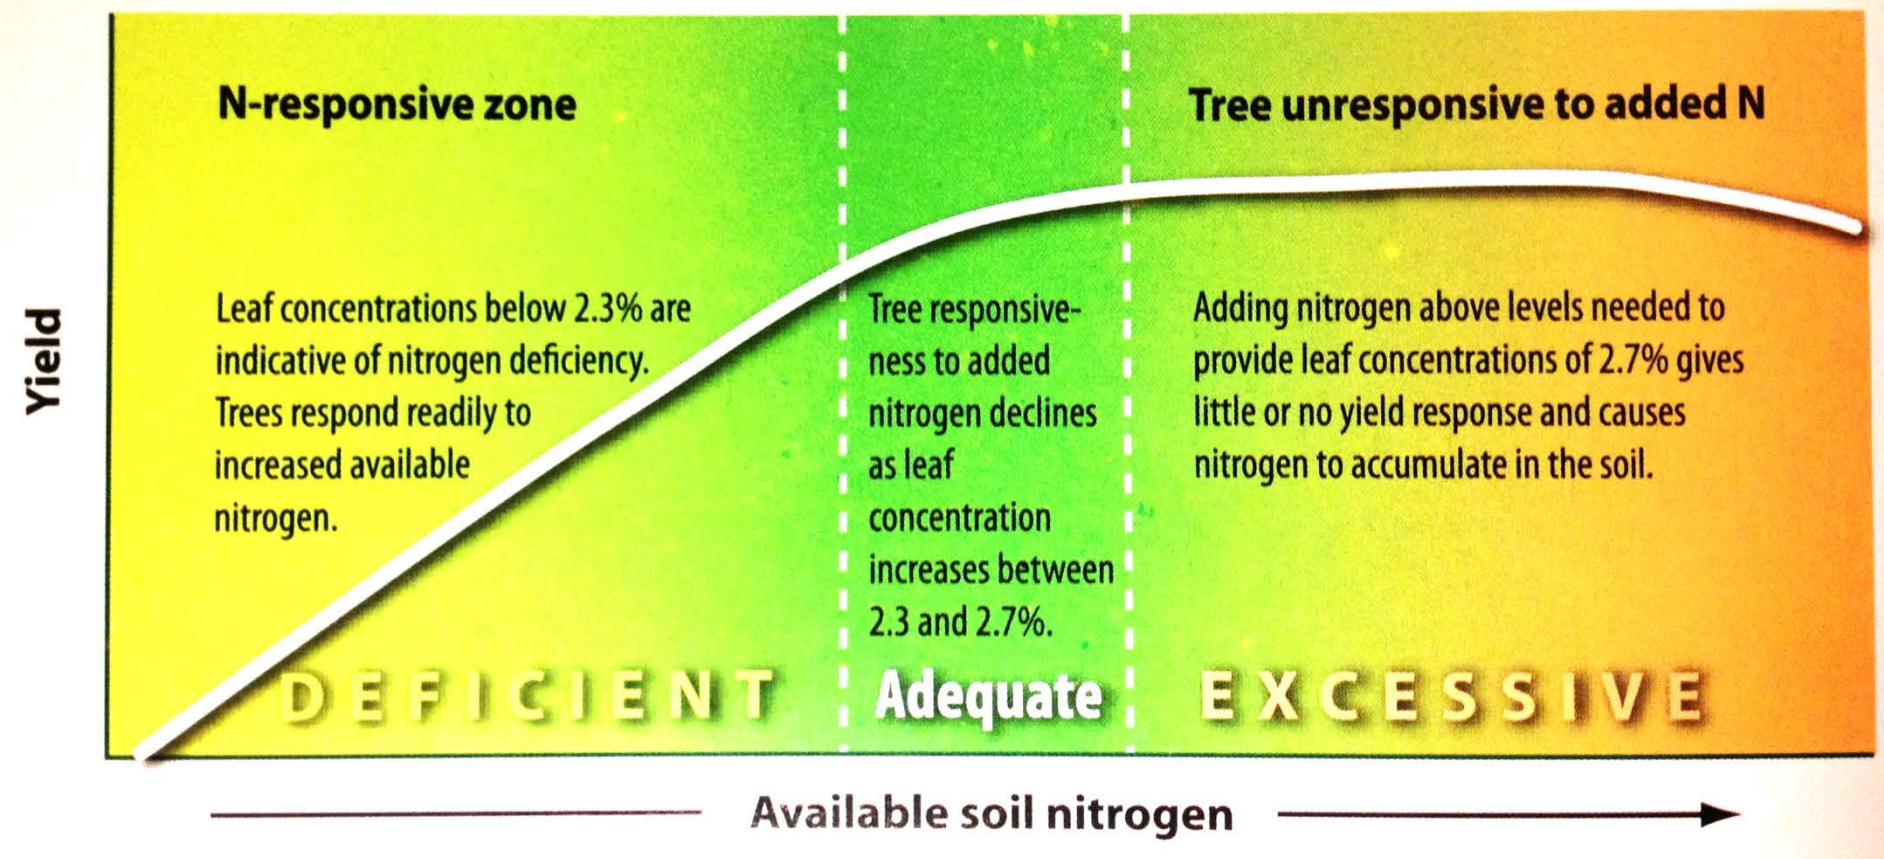 N-responsive zone
Tree unresponsive to added N
Leaf concentrations below 2.3% are
indicative of nitrogen deficiency.
Trees respond readily to
increased available
nitrogen.
Tree responsive-
ness to added
nitrogen declines
as leaf
concentration
increases between
2.3 and 2.7%.
Adding nitrogen above levels needed to
provide leaf concentrations of 2.7% gives
little or no yield response and causes
nitrogen to accumulate in the soil.
DEFICIENT
Adequate
EXCESSIVE
Yield
Available soil nitrogen